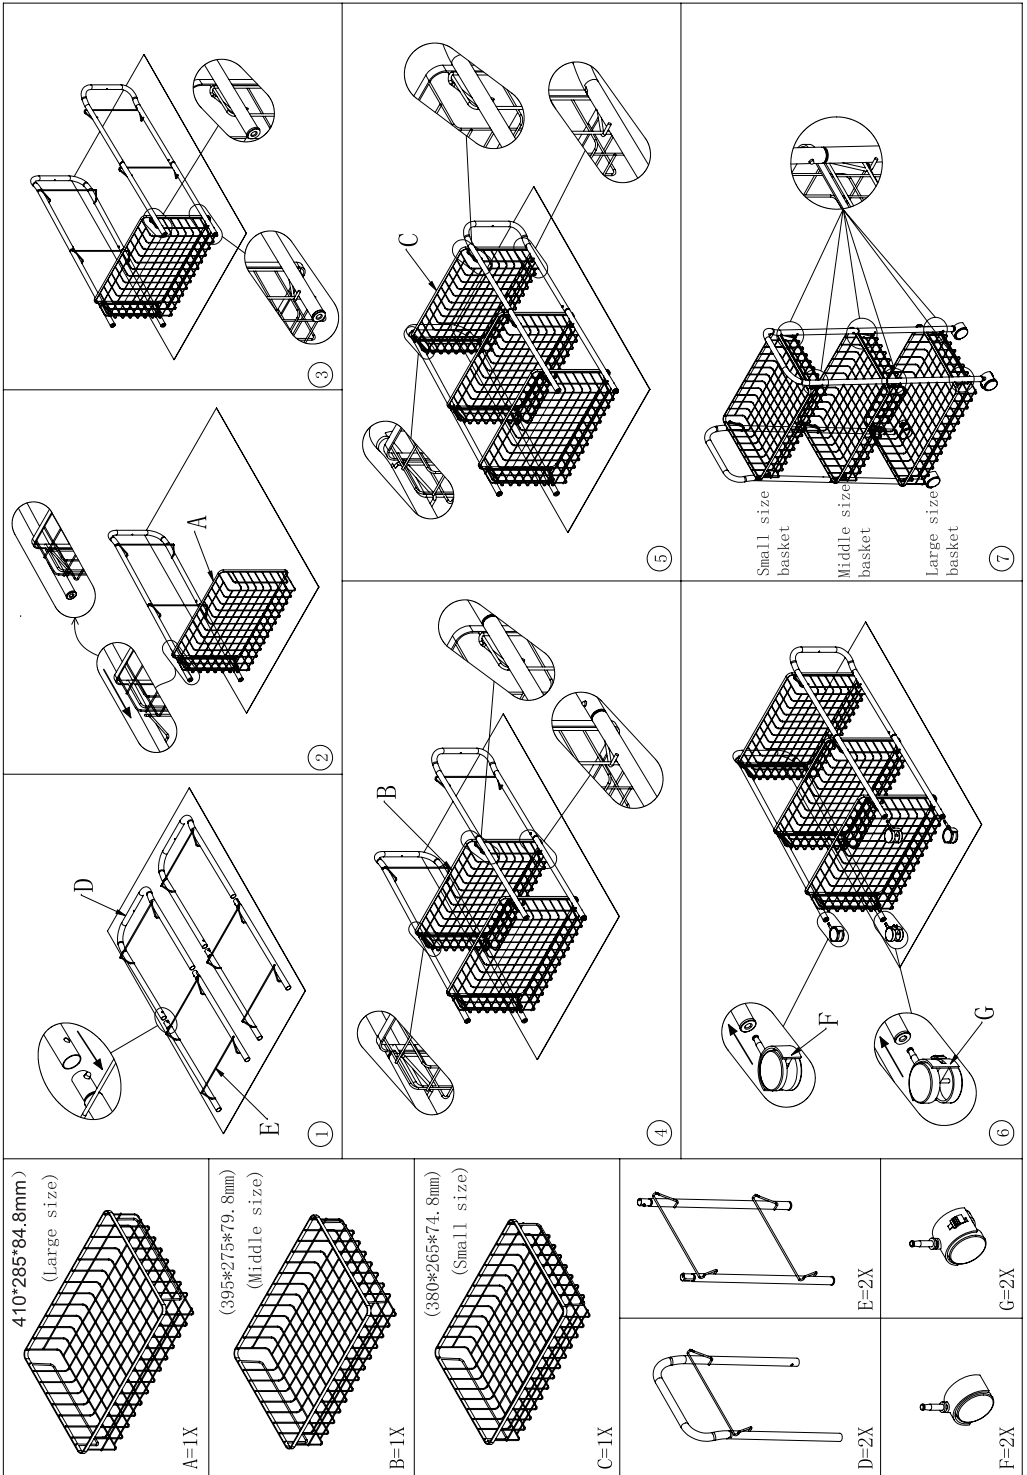 410*285*84.8mm)
(Large size)
A=1X
(395*275*79.8mm)
(Middle size)
B=1X
(380*265*74.8mm)
(Small size)
C=1X
D=2X
E=2X
F=2X
G=2X
D
E
1
A
2
3
B
4
C
5
F
G
6
Small size
basket
Middle size
basket
Large size
basket
7